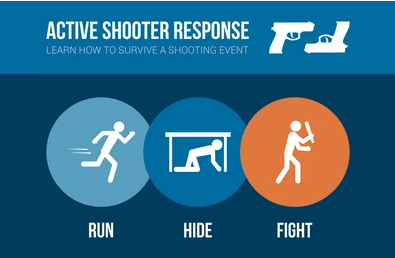 ACTIVE SHOOTER RESPONSE
LEARN HOW TO SURVIVE A SHOOTING EVENT
RUN
HIDE
FIGHT